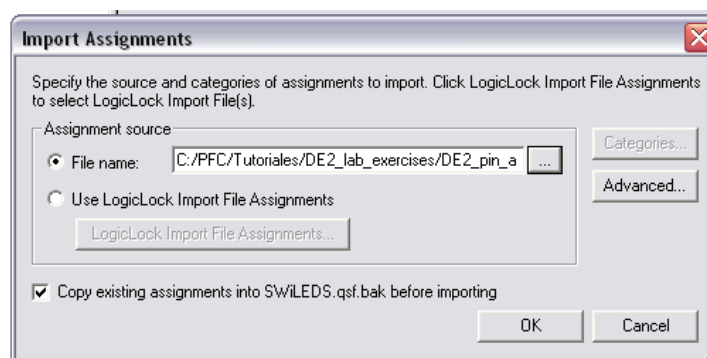 Import Assignments
Specify the source and categories of assignments to import. Click LogicLock Import File Assignments
to select LogicLock Import File(s).
Assignment source
File name: C:/PFC/Tutoriales/DE2_lab_exercises/DE2_pin_a ...
Categories...
Use LogicLock Import File Assignments
Advanced...
LogicLock Import File Assignments...
Copy existing assignments into SWiLEDS.qsf.bak before importing
OK Cancel